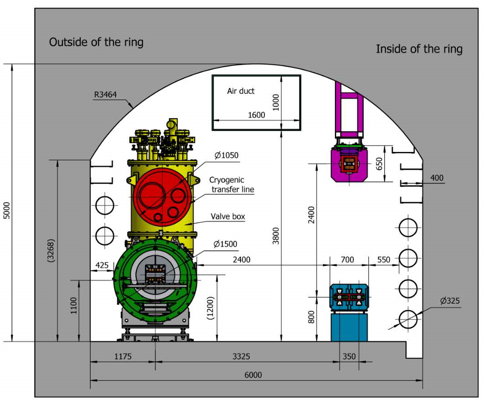 Outside of the ring
Inside of the ring
R3464
Air duct
1000
1600
Ø1050
Cryogenic
transfer line
Valve box
Ø1500
650
400
2400
3800
5000
(3268)
425
2400
700
550
1100
(1200)
800
Ø325
1175
3325
350
6000